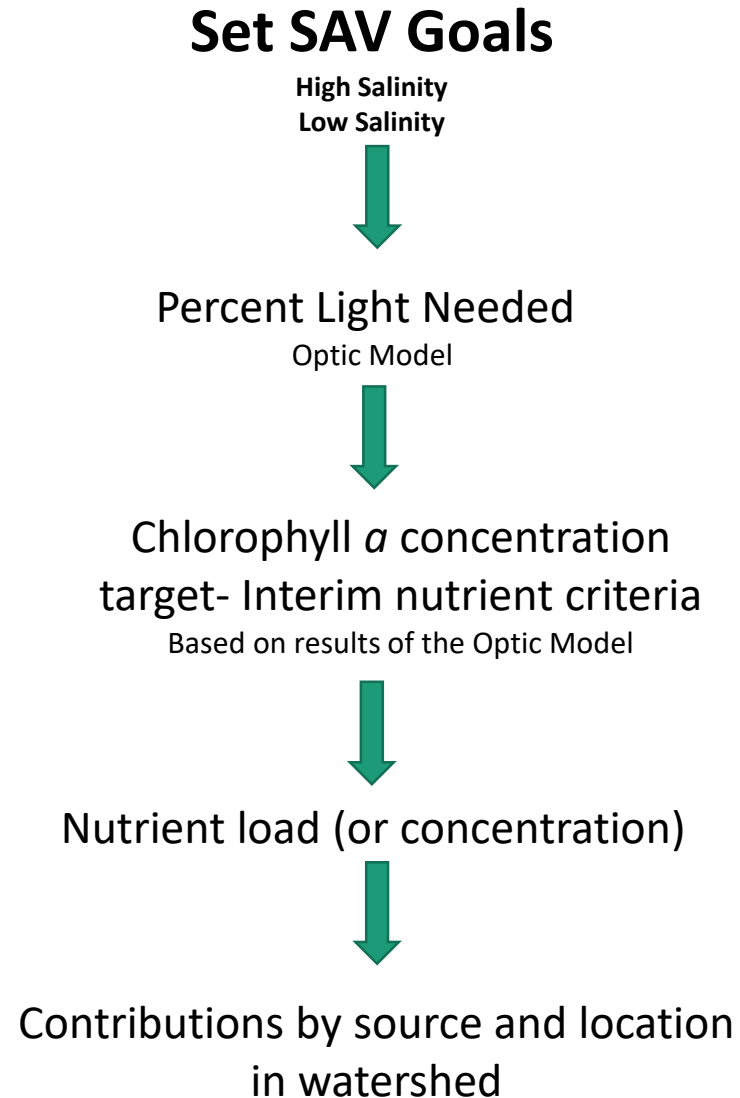 Set SAV Goals
High Salinity
Low Salinity
Percent Light Needed
Optic Model
Chlorophyll a concentration
target- Interim nutrient criteria
Based on results of the Optic Model
Nutrient load (or concentration)
Contributions by source and location
in watershed